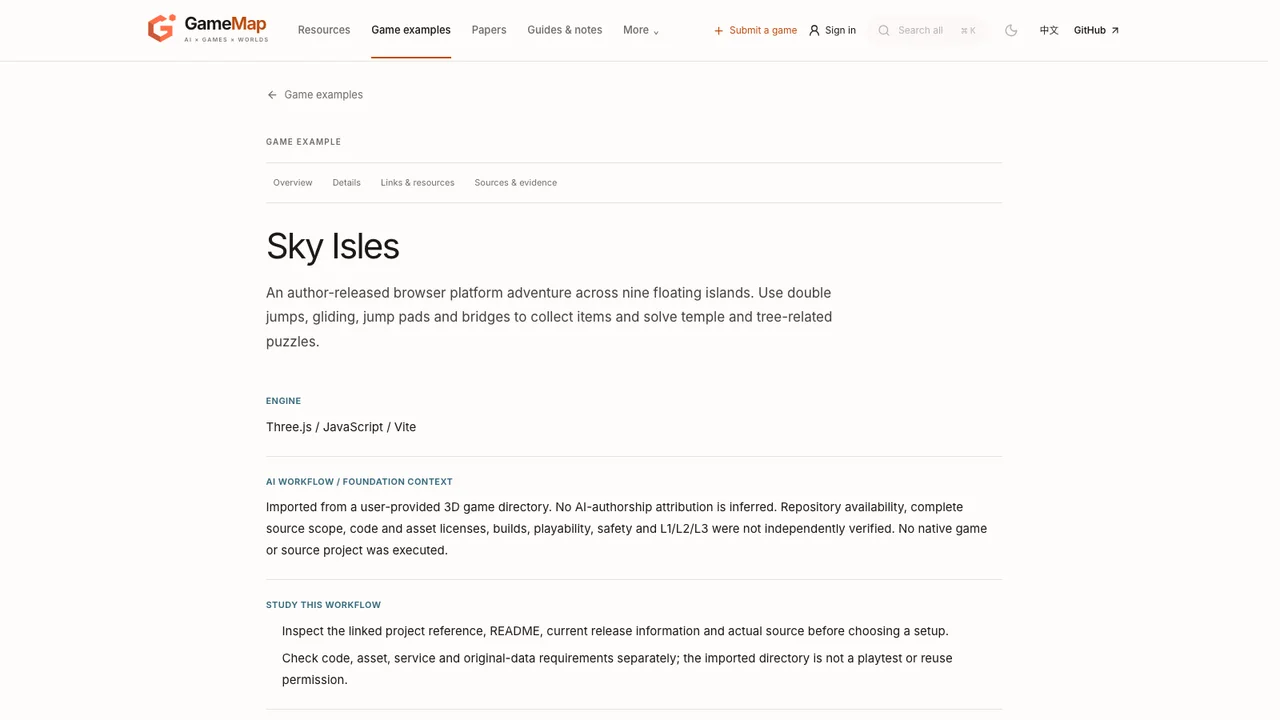 GameMap
AI × GAMES × WORLDS
Resources
Game examples
Papers
Guides & notes
More
+ Submit a game
Sign in
Search all
⌘ K
中文
GitHub ↗
← Game examples
GAME EXAMPLE
Overview
Details
Links & resources
Sources & evidence
Sky Isles
An author-released browser platform adventure across nine floating islands. Use double
jumps, gliding, jump pads and bridges to collect items and solve temple and tree-related
puzzles.
ENGINE
Three.js / JavaScript / Vite
AI WORKFLOW / FOUNDATION CONTEXT
Imported from a user-provided 3D game directory. No AI-authorship attribution is inferred. Repository availability, complete
source scope, code and asset licenses, builds, playability, safety and L1/L2/L3 were not independently verified. No native game
or source project was executed.
STUDY THIS WORKFLOW
Inspect the linked project reference, README, current release information and actual source before choosing a setup.
Check code, asset, service and original-data requirements separately; the imported directory is not a playtest or reuse
permission.